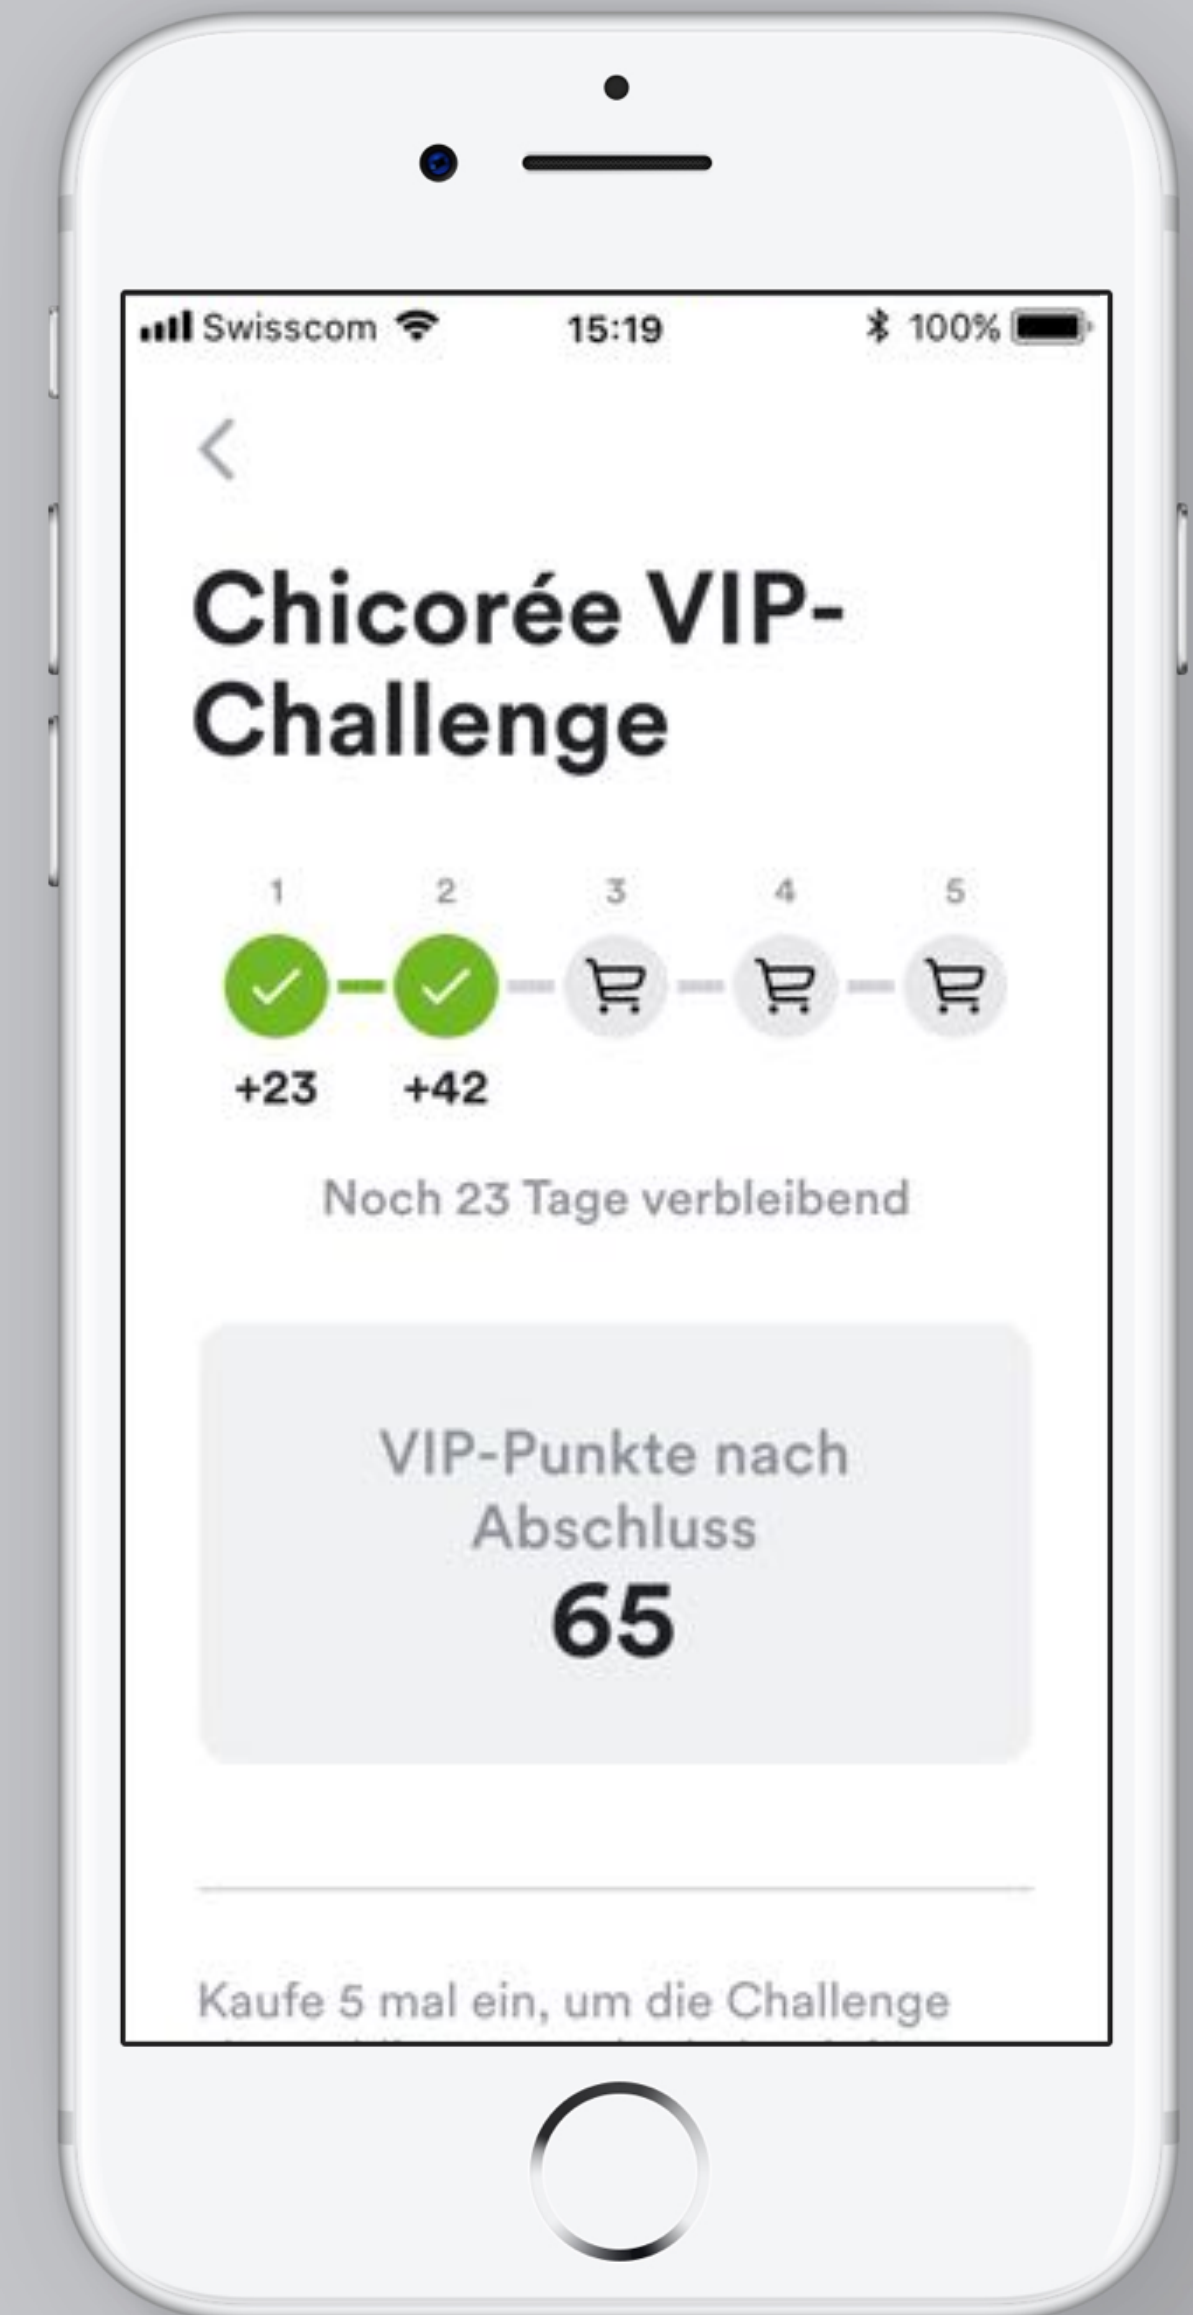 Swisscom 15:19 100%
Chicorée VIP-
Challenge
1 2 3 4 5
+23 +42
Noch 23 Tage verbleibend
VIP-Punkte nach
Abschluss
65
Kaufe 5 mal ein, um die Challenge